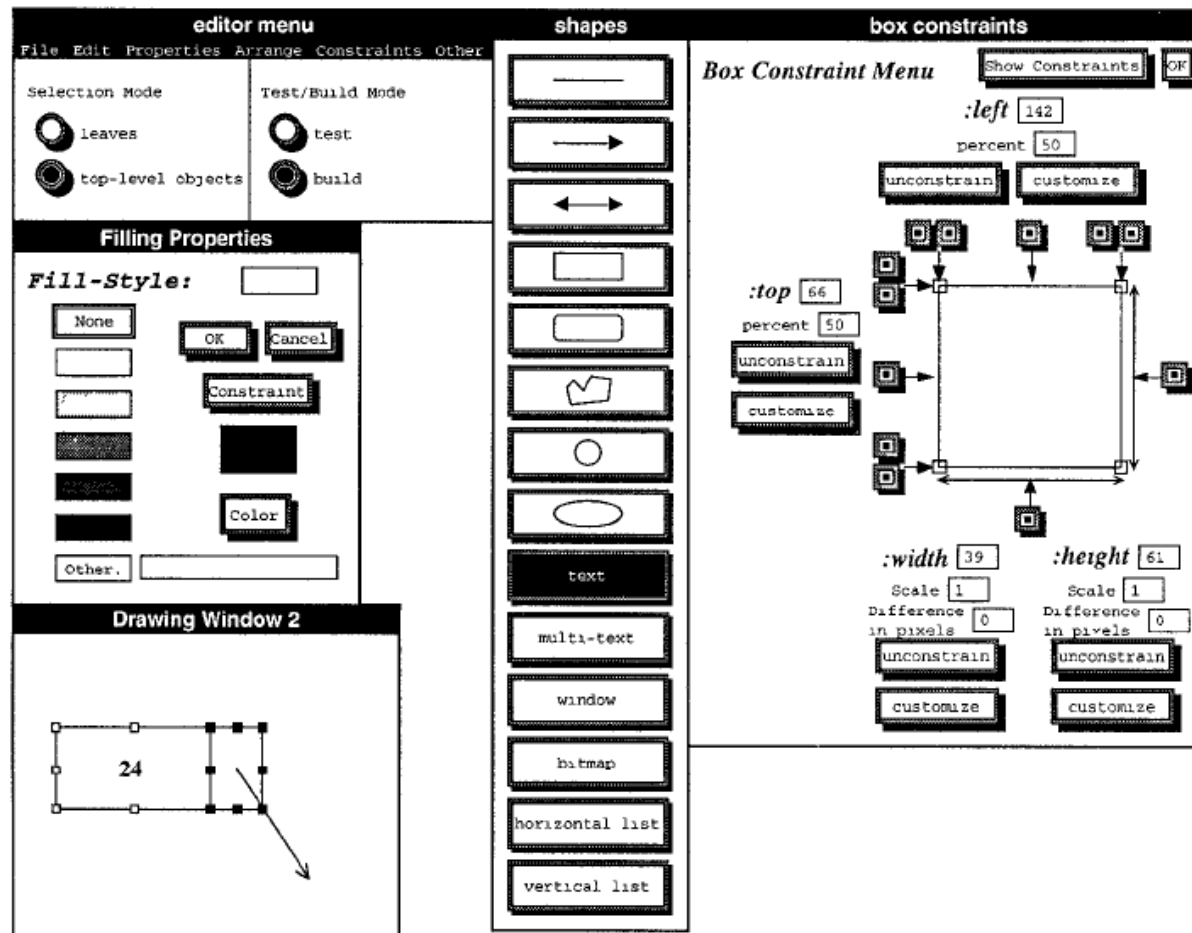 editor menu
File Edit Properties Arrange Constraints Other
Selection Mode
leaves
top-level objects
Test/Build Mode
test
build
Filling Properties
Fill-Style:
None
OK
Cancel
Constraint
Color
Other.
Drawing Window 2
24
shapes
text
multi-text
window
bitmap
horizontal list
vertical list
box constraints
Box Constraint Menu
Show Constraints
OK
:left 142
percent 50
unconstrain
customize
:top 66
percent 50
unconstrain
customize
:width 39
Scale 1
Difference
in pixels 0
unconstrain
customize
:height 61
Scale 1
Difference
in pixels 0
unconstrain
customize